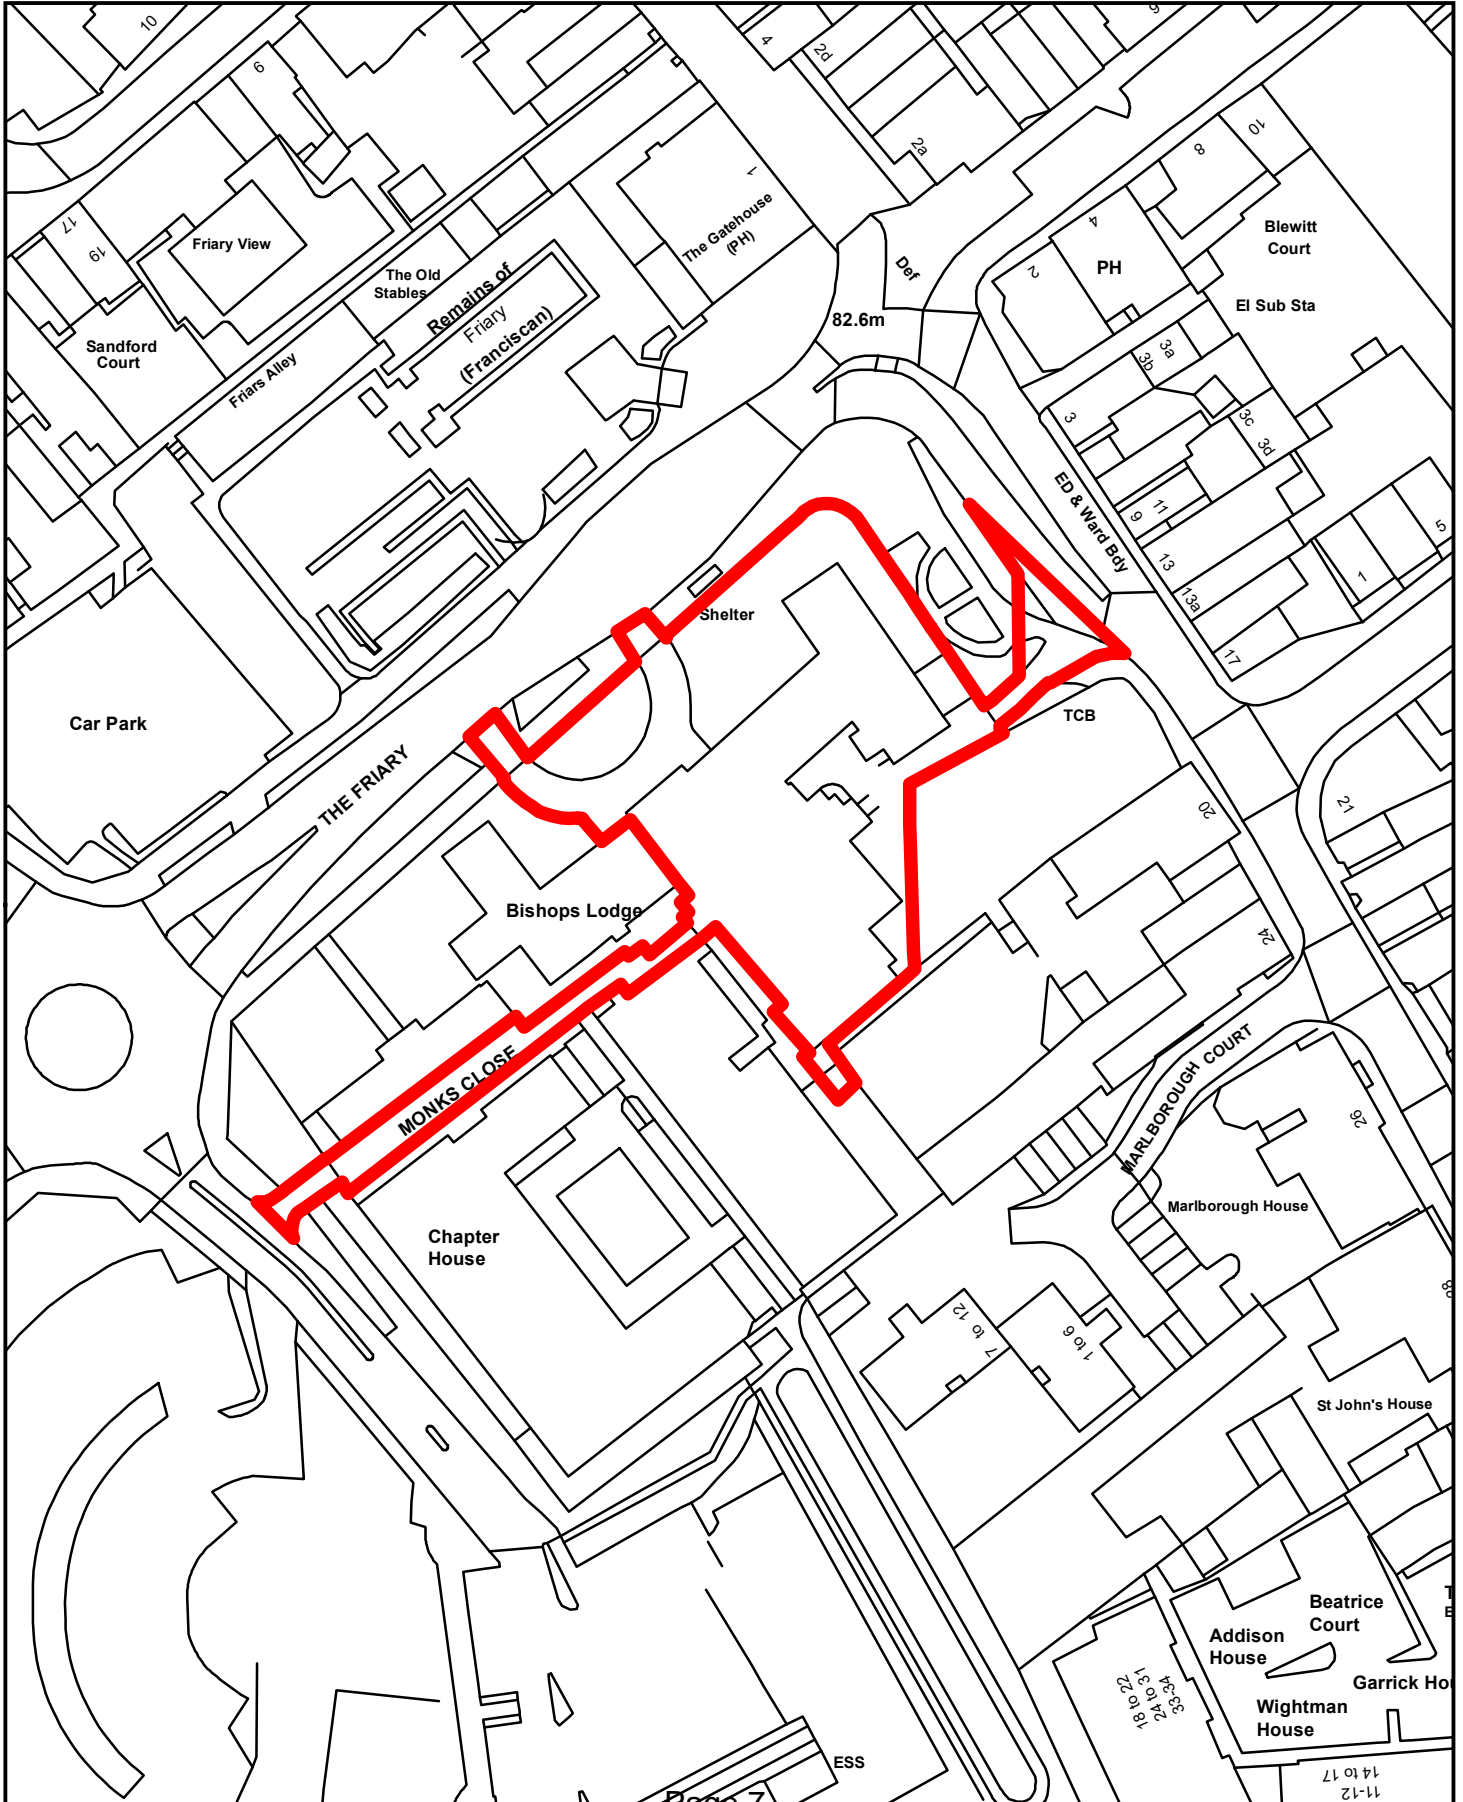 10
9
4
2d
9
2a
1
The Gatehouse
(PH)
10
8
4
2
PH
Blewitt
Court
El Sub Sta
17
19
Friary View
The Old
Stables
Remains of
Friary
(Franciscan)
Sandford
Court
Friars Alley
Def
82.6m
3a
3b
3
3c
3d
ED & Ward Bdy
9
11
13
13a
17
1
5
Shelter
TCB
Car Park
THE FRIARY
20
21
24
Bishops Lodge
MONKS CLOSE
MARLBOROUGH COURT
26
Marlborough House
Chapter
House
28
7 to 12
1 to 6
St John's House
Beatrice
Court
Addison
House
Garrick Hou
Wightman
House
18 to 22
24 to 31
33-34
ESS
11-12
14 to 17
Page 7